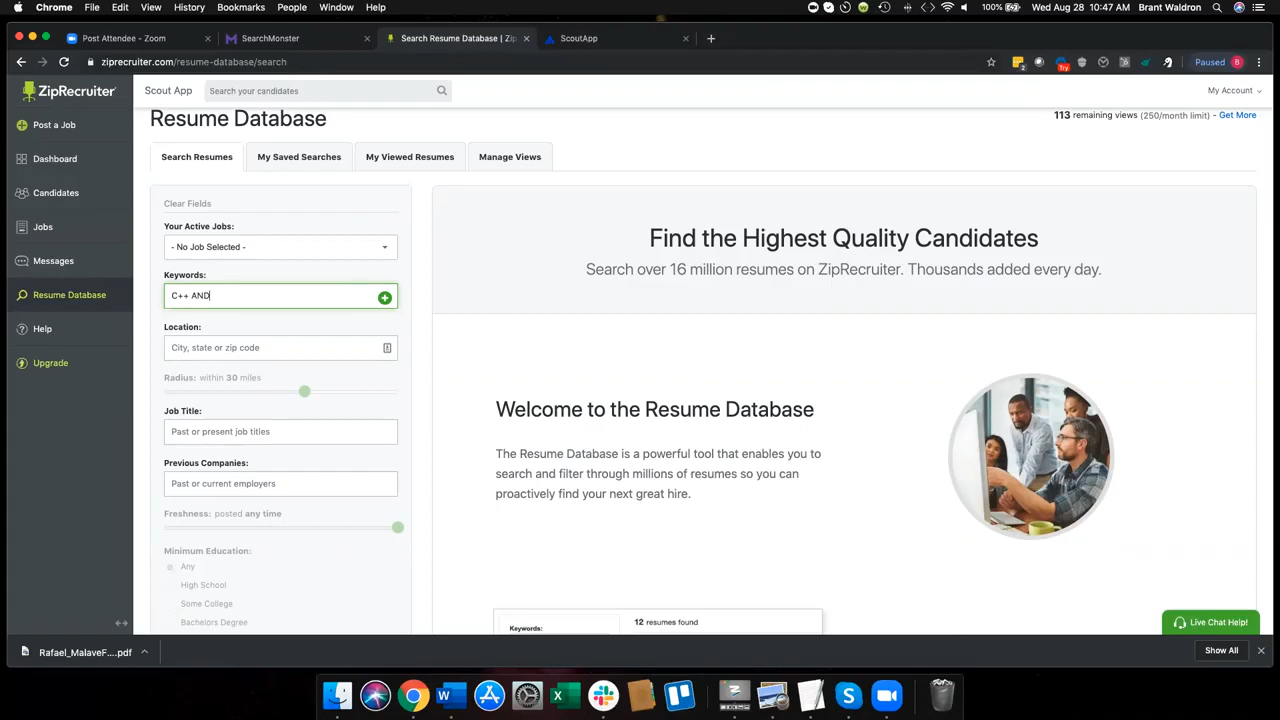 Chrome File Edit View History Bookmarks People Window Help 100% Wed Aug 28 10:47 AM Brant Waldron
Post Attendee - Zoom SearchMonster Search Resume Database | Zip ScoutApp
ziprecruiter.com/resume-database/search Try 2 Paused B
ZipRecruiter Scout App Search your candidates My Account
Resume Database
113 remaining views (250/month limit) - Get More
Post a Job
Dashboard
Candidates
Jobs
Messages
Resume Database
Help
Upgrade
Search Resumes My Saved Searches My Viewed Resumes Manage Views
Clear Fields
Your Active Jobs:
- No Job Selected -
Keywords:
C++ AND
Location:
City, state or zip code
Radius: within 30 miles
Job Title:
Past or present job titles
Previous Companies:
Past or current employers
Freshness: posted any time
Minimum Education:
Any
High School
Some College
Bachelors Degree
Find the Highest Quality Candidates
Search over 16 million resumes on ZipRecruiter. Thousands added every day.
Welcome to the Resume Database
The Resume Database is a powerful tool that enables you to
search and filter through millions of resumes so you can
proactively find your next great hire.
Keywords: 12 resumes found
Live Chat Help!
Rafael_MalaveF....pdf Show All